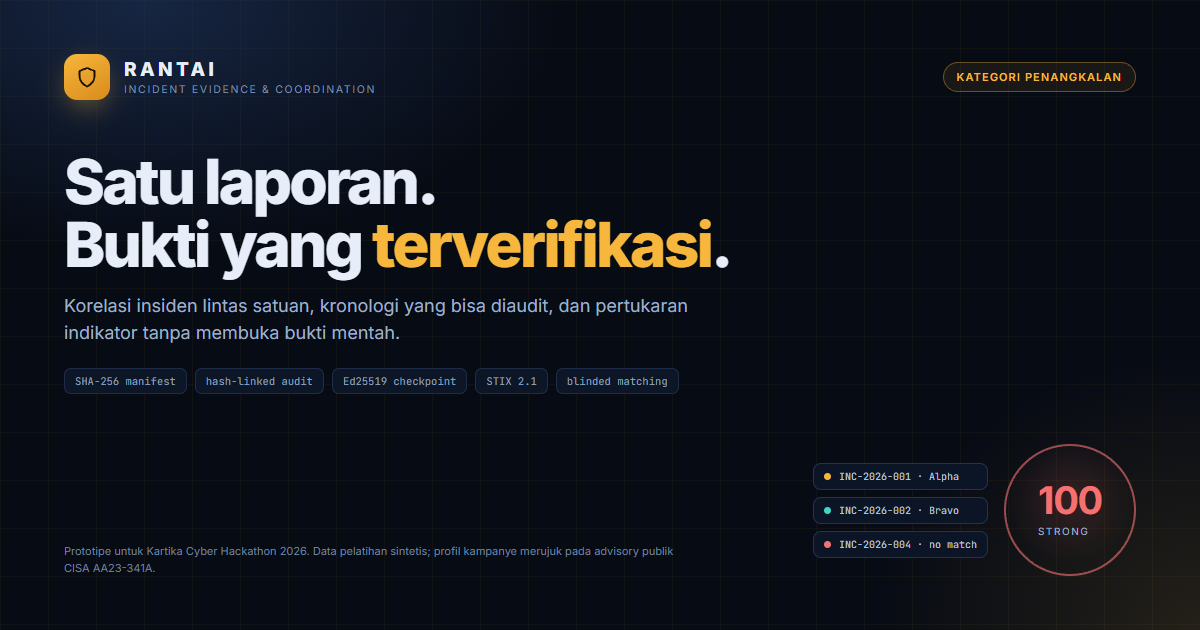 RANTAI
INCIDENT EVIDENCE & COORDINATION
KATEGORI PENANGKALAN
Satu laporan.
Bukti yang terverifikasi.
Korelasi insiden lintas satuan, kronologi yang bisa diaudit, dan pertukaran
indikator tanpa membuka bukti mentah.
SHA-256 manifest
hash-linked audit
Ed25519 checkpoint
STIX 2.1
blinded matching
INC-2026-001 · Alpha
INC-2026-002 · Bravo
INC-2026-004 · no match
100
STRONG
Prototipe untuk Kartika Cyber Hackathon 2026. Data pelatihan sintetis; profil kampanye merujuk pada advisory publik
CISA AA23-341A.